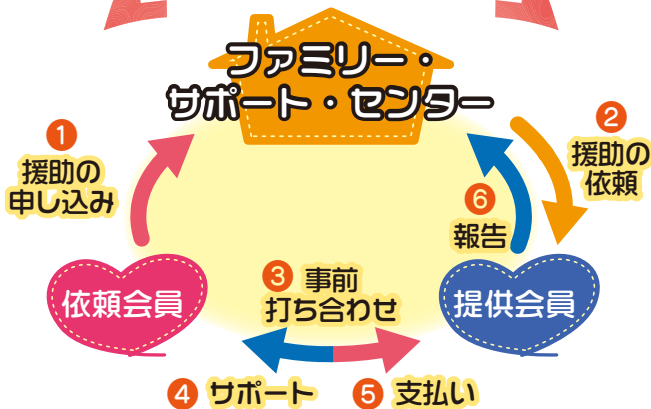 ファミリー・
サポート・センター
❶
援助の
申し込み
❷
援助の
依頼
❻
報告
❸ 事前
打ち合わせ
依頼会員
提供会員
❹ サポート
❺ 支払い